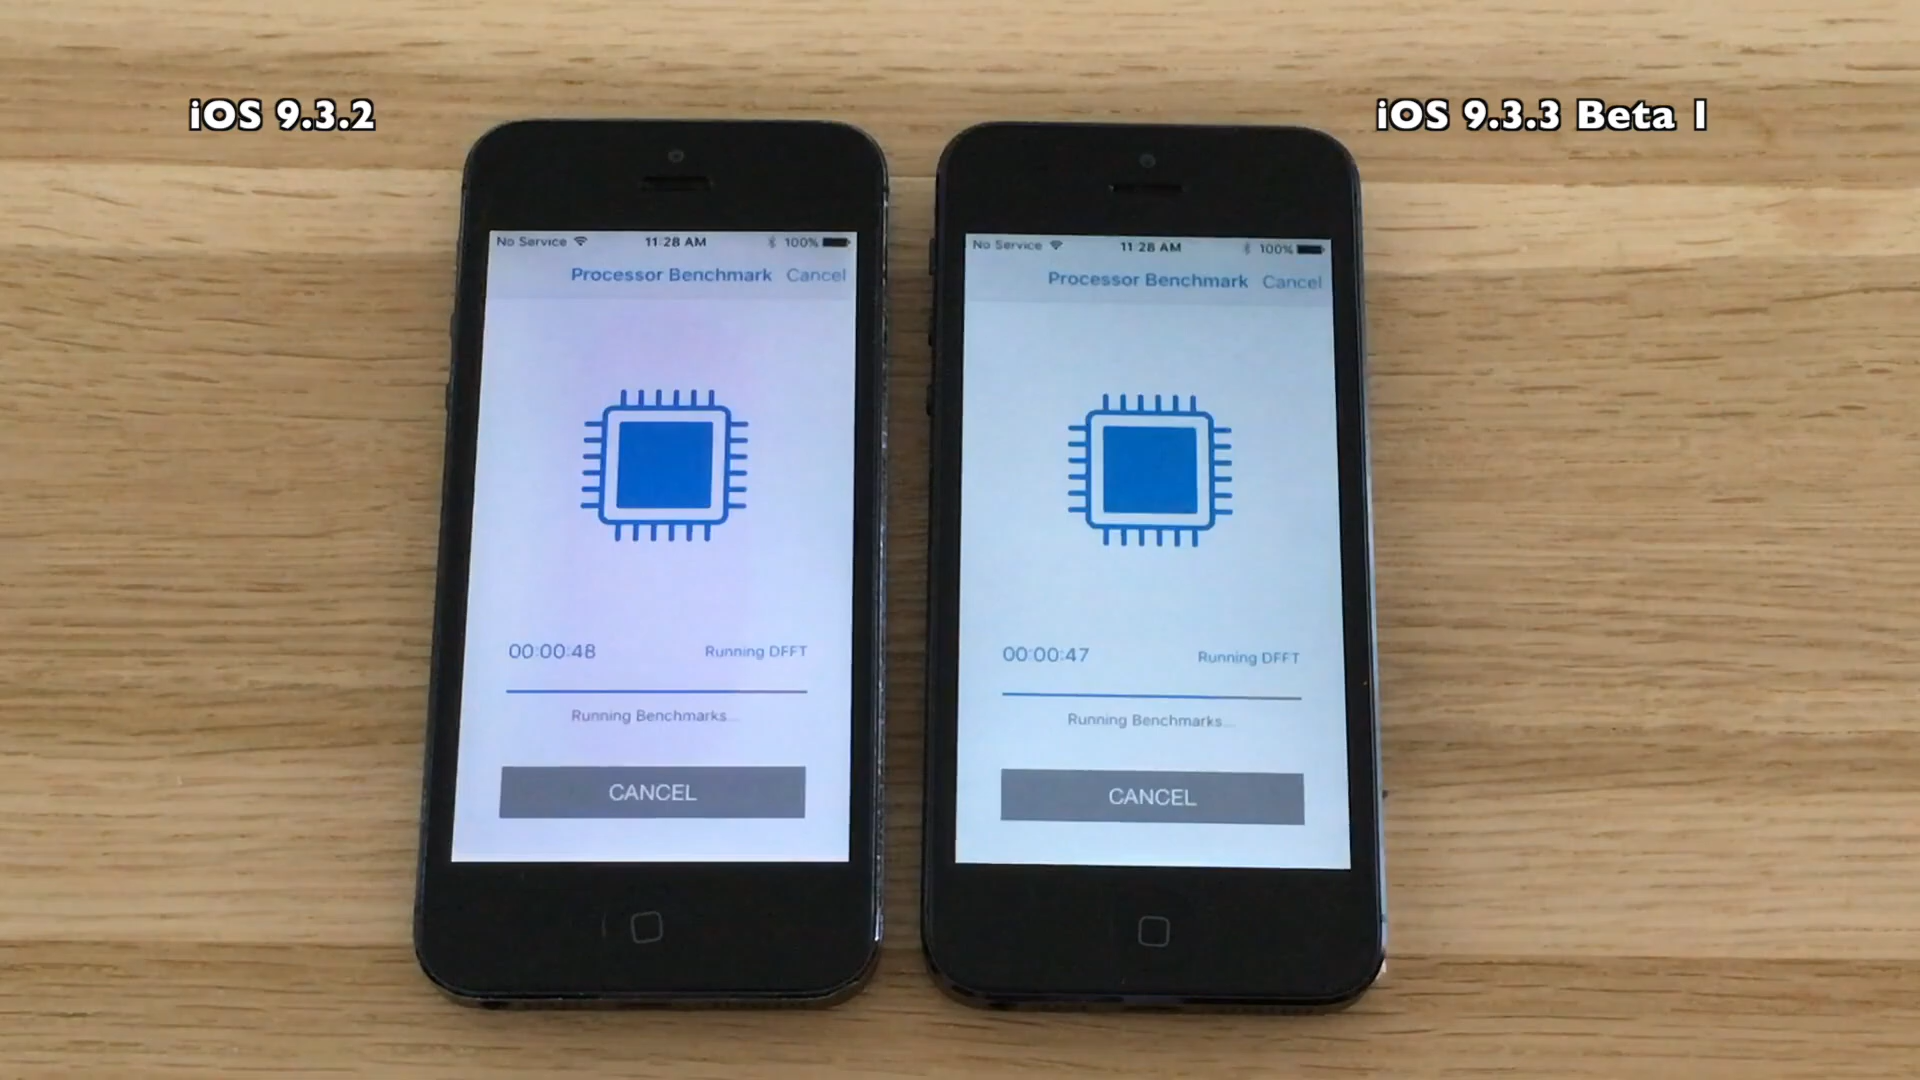 iOS 9.3.2
iOS 9.3.3 Beta 1
No Service 11:28 AM 100%
Processor Benchmark Cancel
00:00:48 Running DFFT
Running Benchmarks...
CANCEL
No Service 11:28 AM 100%
Processor Benchmark Cancel
00:00:47 Running DFFT
Running Benchmarks...
CANCEL